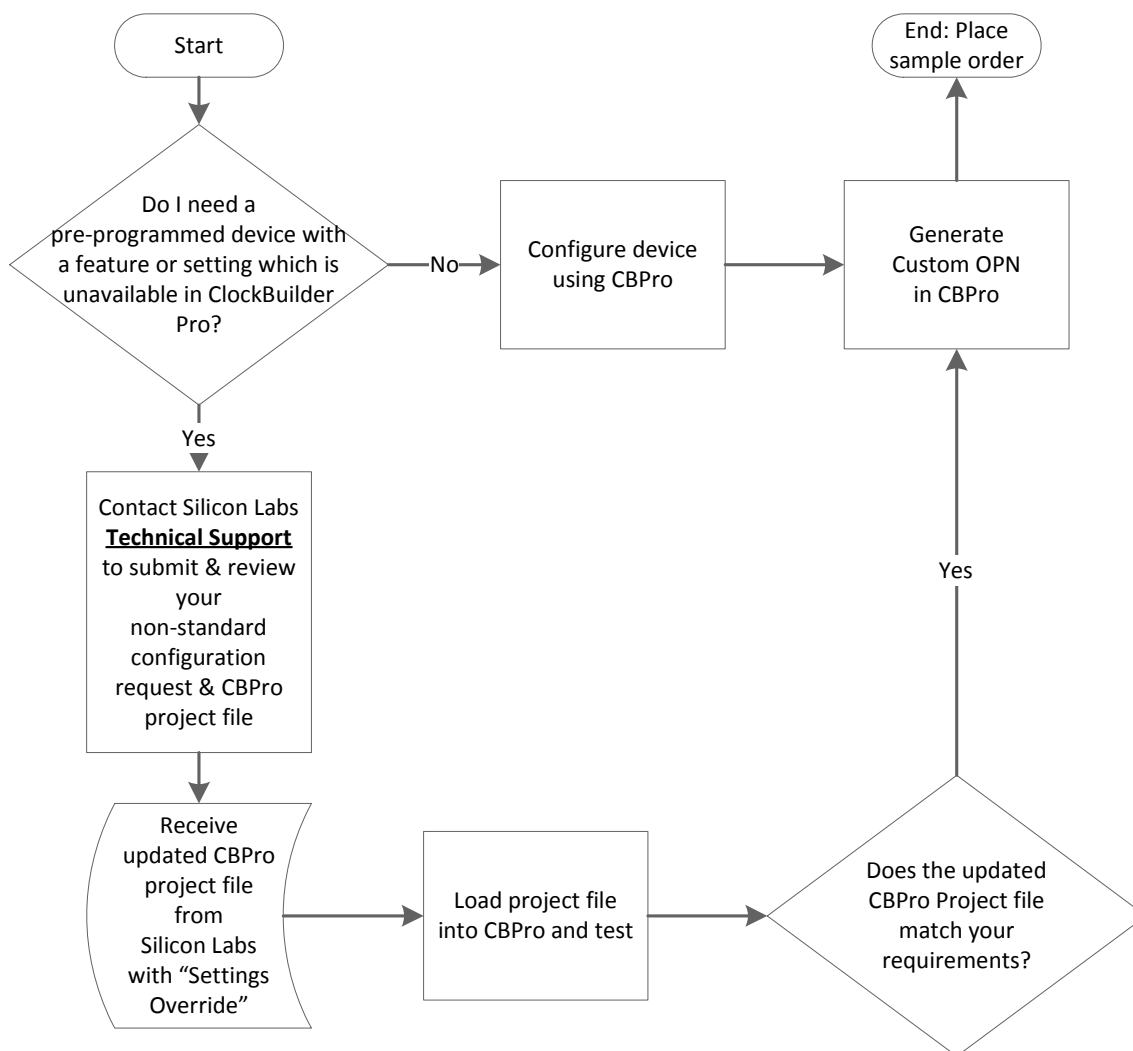 Start
End: Place
sample order
Do I need a
pre-programmed device with
a feature or setting which is
unavailable in ClockBuilder
Pro?
No
Configure device
using CBPro
Generate
Custom OPN
in CBPro
Yes
Contact Silicon Labs
Technical Support
to submit & review
your
non-standard
configuration
request & CBPro
project file
Yes
Receive
updated CBPro
project file
from
Silicon Labs
with “Settings
Override”
Load project file
into CBPro and test
Does the updated
CBPro Project file
match your
requirements?